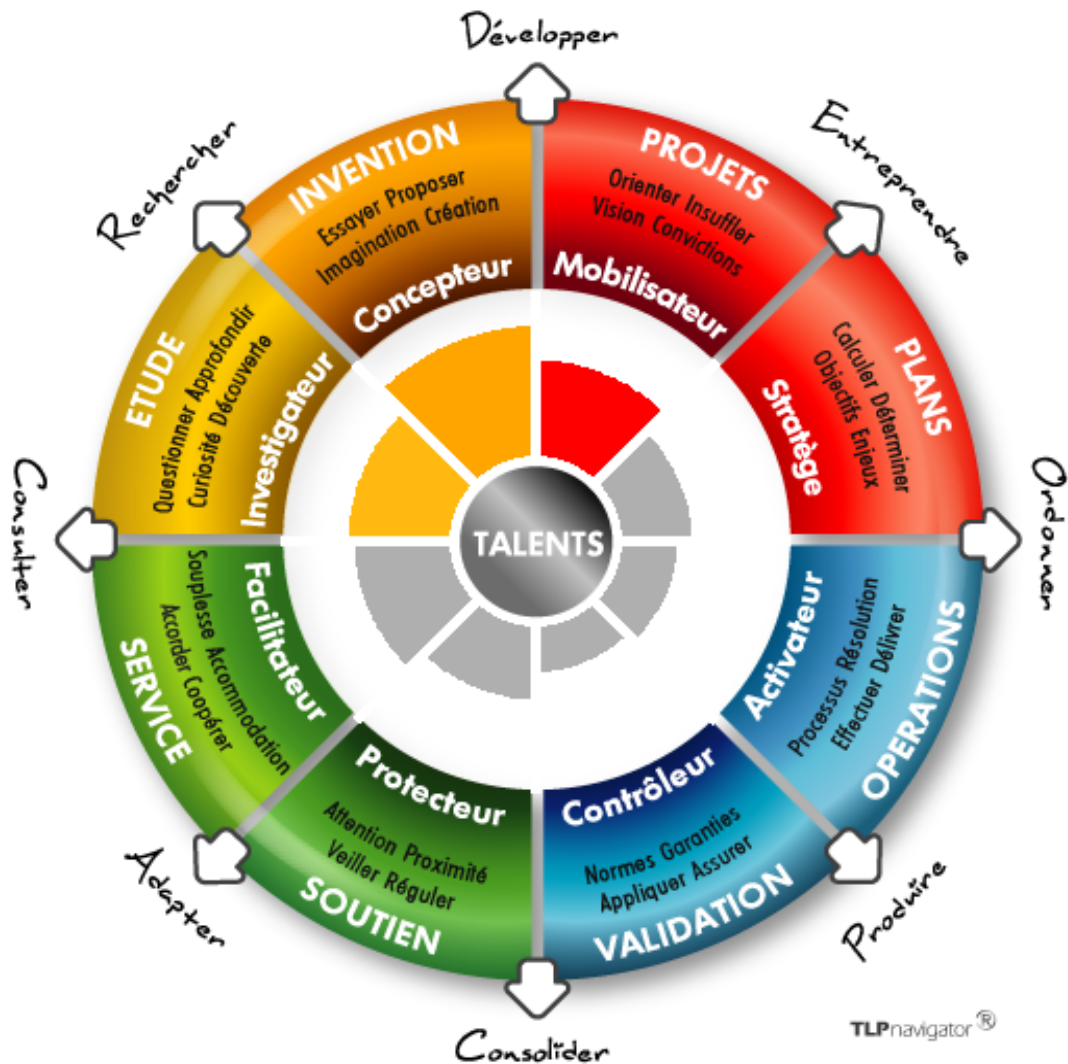 Développer
Entreprendre
Ordonner
Produire
Consolider
Adapter
Consulter
Rechercher
PROJETS
Orienter Insuffler
Vision Convictions
Mobilisateur
PLANS
Calculer Déterminer
Objectifs Enjeux
Stratège
OPERATIONS
Effectuer Délivrer
Processus Résolution
Activateur
VALIDATION
Appliquer Assurer
Normes Garanties
Contrôleur
SOUTIEN
Veiller Réguler
Attention Proximité
Protecteur
SERVICE
Accorder Coopérer
Souplesse Accommodation
Facilitateur
ETUDE
Questionner Approfondir
Curiosité Découverte
Investigateur
INVENTION
Essayer Proposer
Imagination Création
Concepteur
TALENTS
TLPnavigator ®